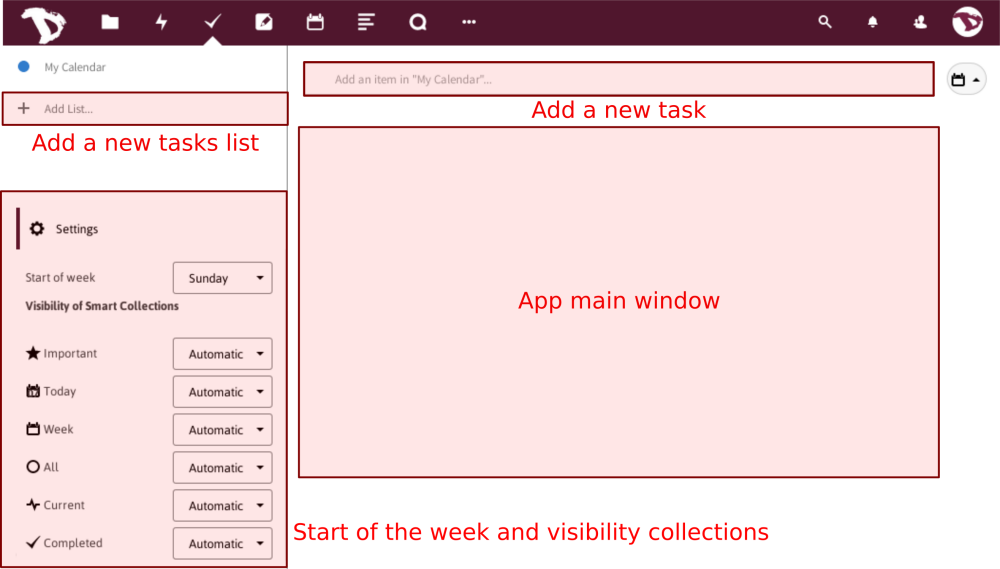 My Calendar
Add List...
Add a new tasks list
Settings
Start of week Sunday
Visibility of Smart Collections
Important Automatic
Today Automatic
Week Automatic
All Automatic
Current Automatic
Completed Automatic
Add an item in "My Calendar"...
Add a new task
App main window
Start of the week and visibility collections